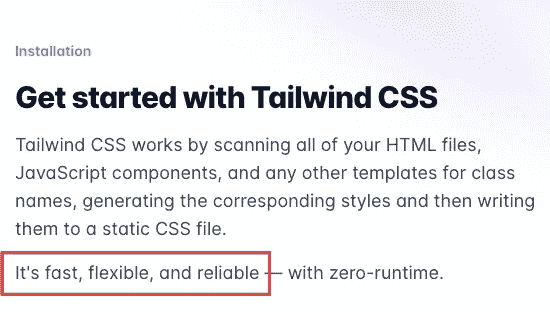 Installation
Get started with Tailwind CSS
Tailwind CSS works by scanning all of your HTML files,
JavaScript components, and any other templates for class
names, generating the corresponding styles and then writing
them to a static CSS file.
It's fast, flexible, and reliable — with zero-runtime.